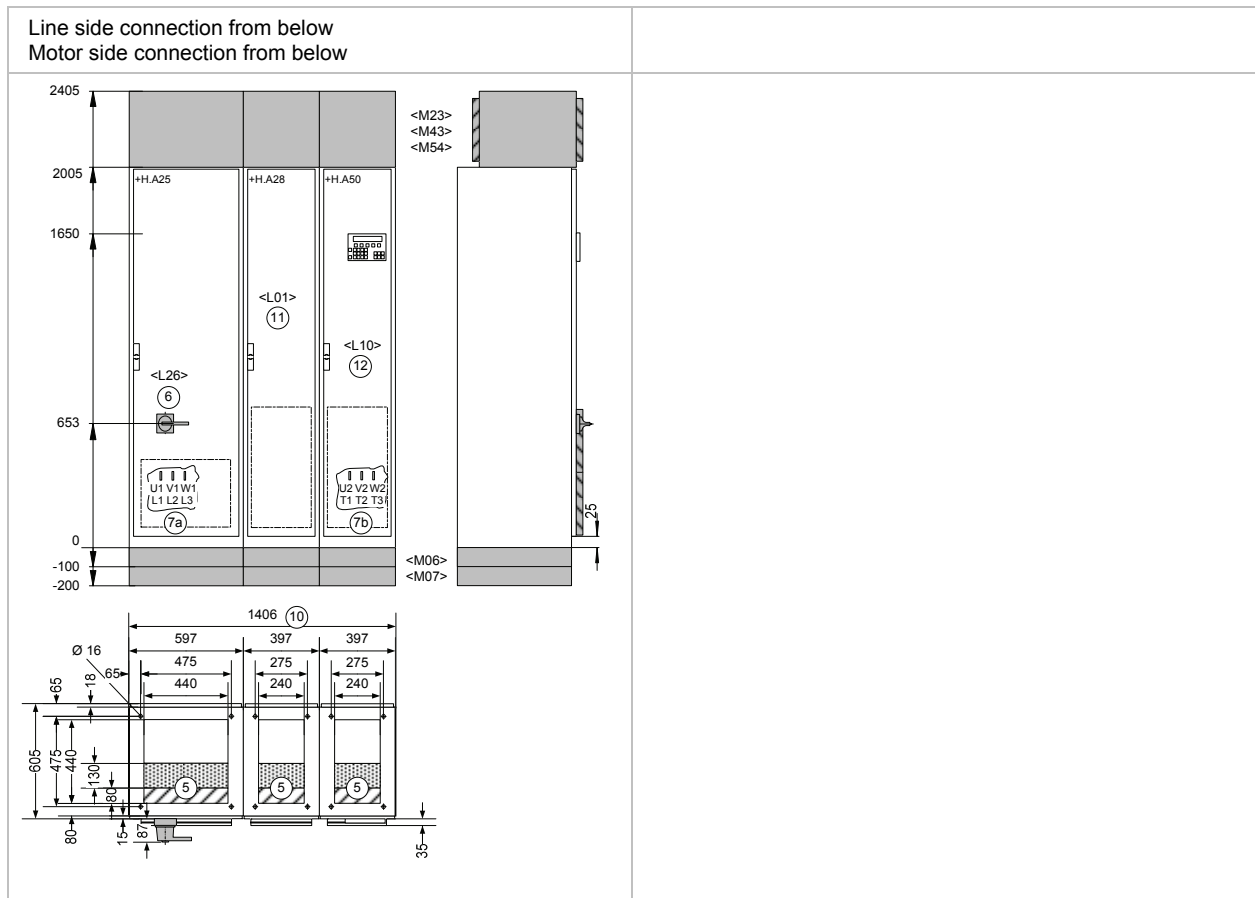 Line side connection from below
Motor side connection from below
2405
<M23>
<M43>
<M54>
2005
+H.A25
+H.A28
+H.A50
1650
<L01>
11
<L10>
12
<L26>
6
653
U1 V1 W1
L1 L2 L3
7a
U2 V2 W2
T1 T2 T3
7b
25
0
-100
-200
<M06>
<M07>
1406
10
597
397
397
Ø 16
475
275
275
65
440
240
240
65
18
605
475
440
130
80
5
5
5
80
15
87
35